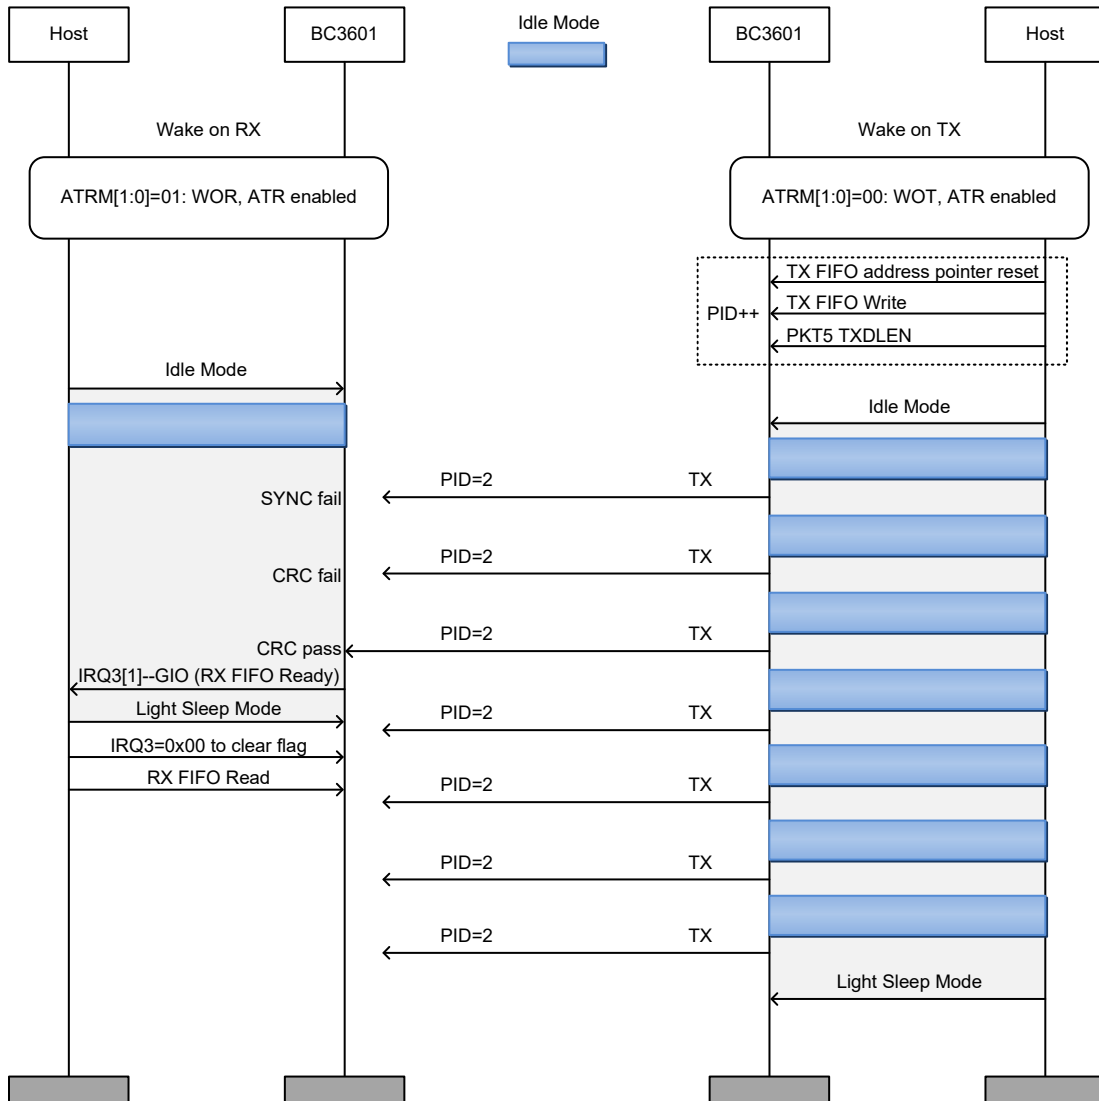 Host
BC3601
Idle Mode
BC3601
Host
Wake on RX
Wake on TX
ATRM[1:0]=01: WOR, ATR enabled
ATRM[1:0]=00: WOT, ATR enabled
TX FIFO address pointer reset
PID++
TX FIFO Write
PKT5 TXDLEN
Idle Mode
Idle Mode
SYNC fail
PID=2
TX
CRC fail
PID=2
TX
CRC pass
PID=2
TX
IRQ3[1]--GIO (RX FIFO Ready)
Light Sleep Mode
PID=2
TX
IRQ3=0x00 to clear flag
RX FIFO Read
PID=2
TX
PID=2
TX
PID=2
TX
Light Sleep Mode